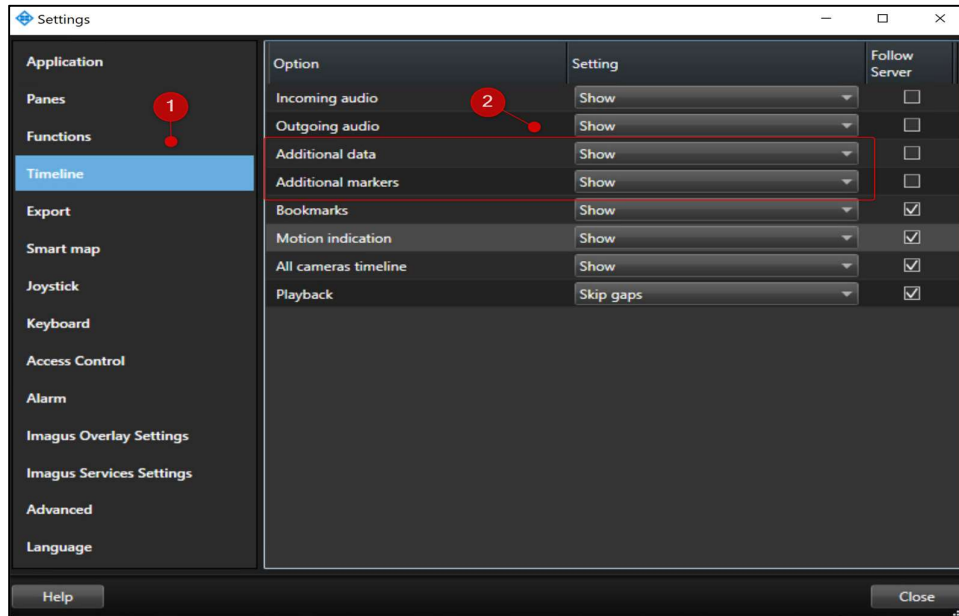 Settings
Application
Panes
1
Functions
Timeline
Export
Smart map
Joystick
Keyboard
Access Control
Alarm
Imagus Overlay Settings
Imagus Services Settings
Advanced
Language
Option Setting Follow
Server
Incoming audio 2 Show
Outgoing audio Show
Additional data Show
Additional markers Show
Bookmarks Show
Motion indication Show
All cameras timeline Show
Playback Skip gaps
Help Close